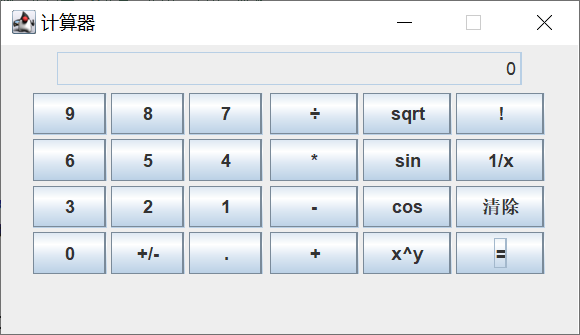 计算器
0
9 8 7 ÷ sqrt !
6 5 4 * sin 1/x
3 2 1 - cos 清除
0 +/- . + x^y =